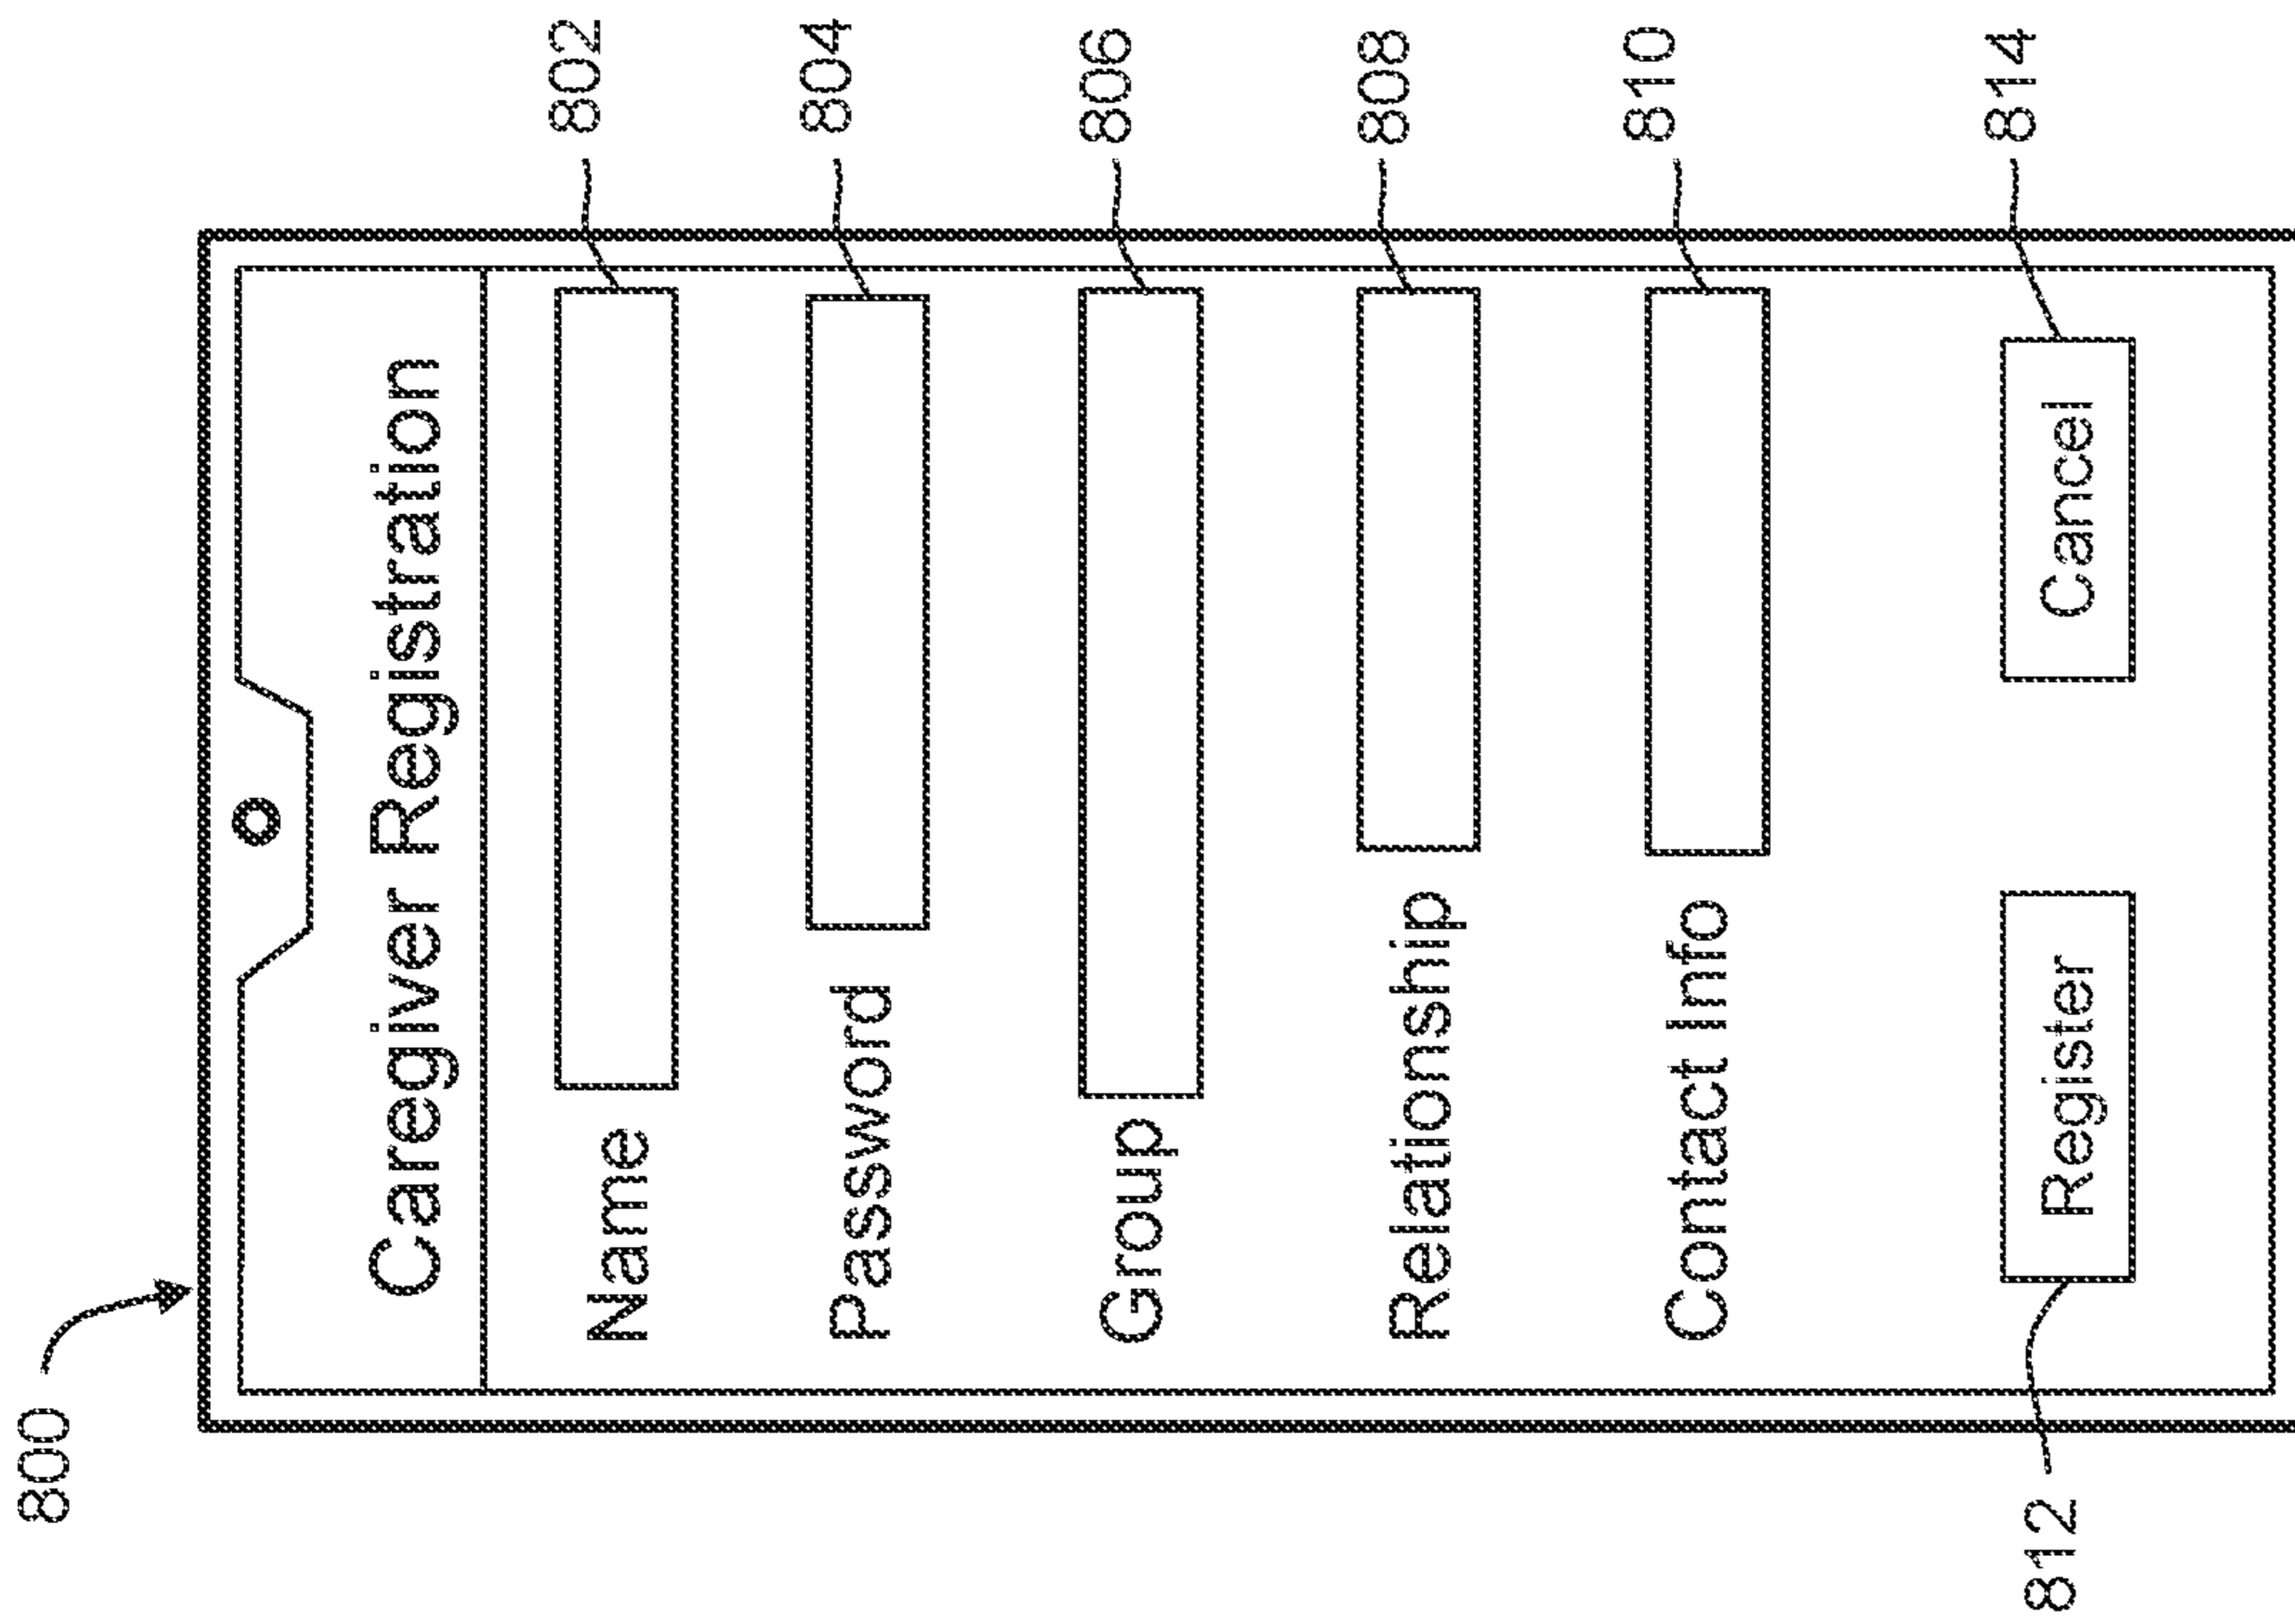 800
Caregiver Registration
Name 802
Password 804
Group 806
Relationship 808
Contact Info 810
812 Register Cancel 814